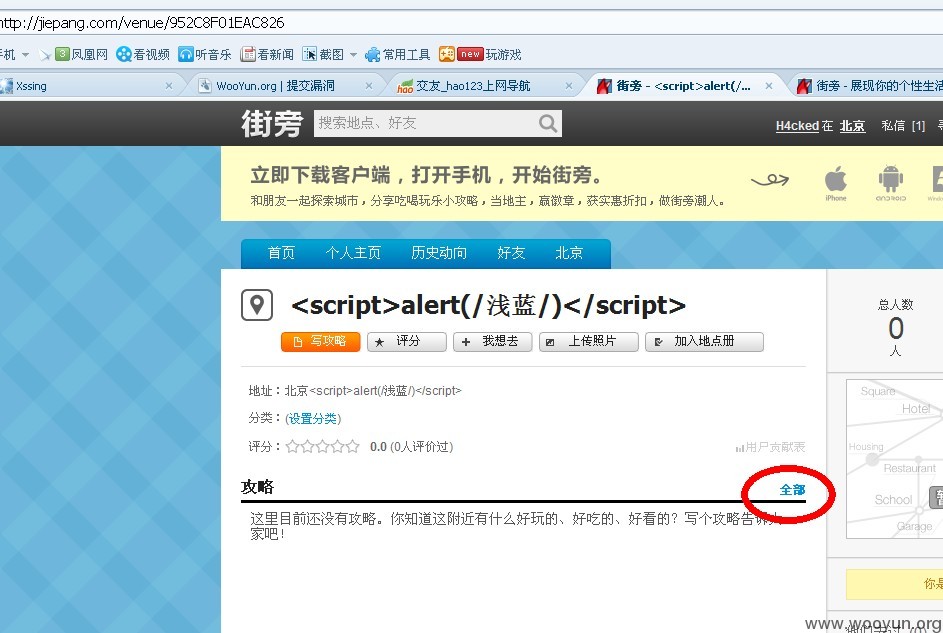 http://jiepang.com/venue/952C8F01EAC826
手机 3 凤凰网 看视频 听音乐 看新闻 截图 常用工具 new 玩游戏
Xssing × WooYun.org | 提交漏洞 × hao 交友_hao123上网导航 × 街旁 - <script>alert(/... × 街旁 - 展现你的个性生活
街旁 搜索地点、好友 H4cked 在 北京 私信 [1]
立即下载客户端，打开手机，开始街旁。
和朋友一起探索城市，分享吃喝玩乐小攻略，当地主，赢徽章，获实惠折扣，做街旁潮人。
iPhone ANDROID
首页 个人主页 历史动向 好友 北京
<script>alert(/浅蓝/)</script>
写攻略 评分 我想去 上传照片 加入地点册
地址：北京<script>alert(/浅蓝/)</script>
分类：(设置分类)
评分： 0.0 (0人评价过)
用户贡献表
攻略 全部
这里目前还没有攻略。你知道这附近有什么好玩的、好吃的、好看的？写个攻略告诉大
家吧！
总人数
0
人
Square
Hotel
Housing
Restaurant
School
Garage
你是
www.wooyun.org